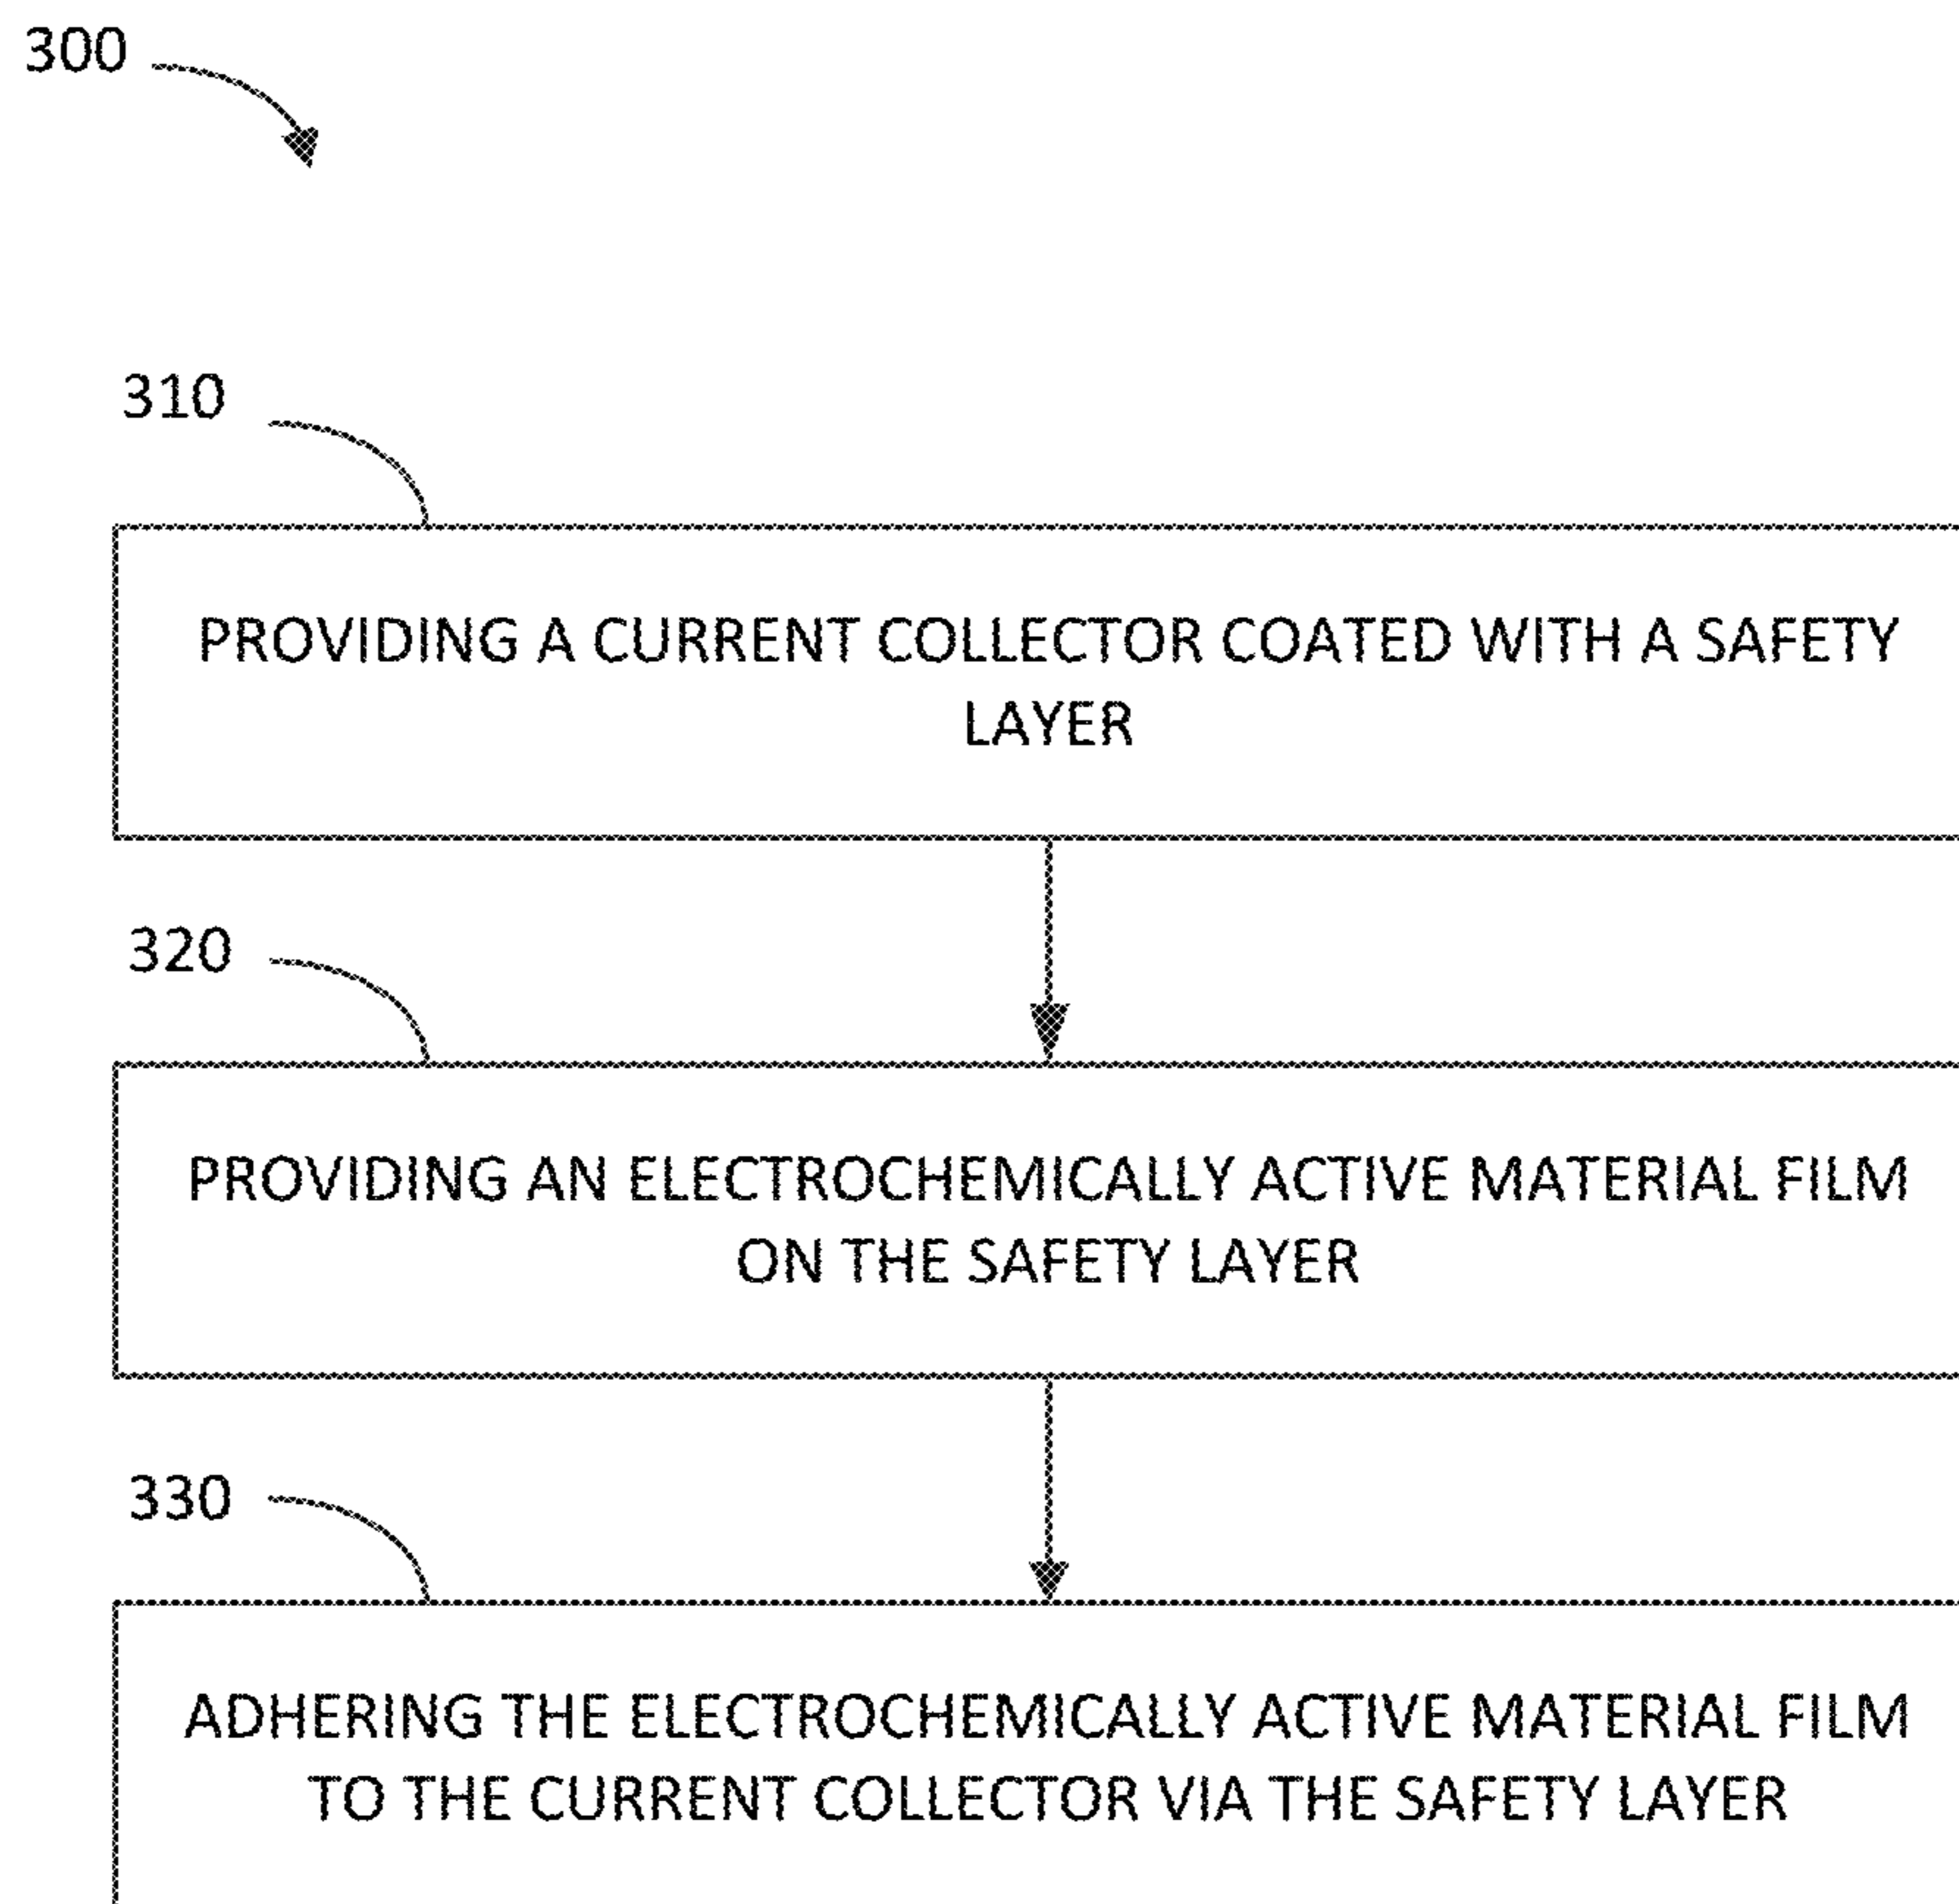 300
310
PROVIDING A CURRENT COLLECTOR COATED WITH A SAFETY
LAYER
320
PROVIDING AN ELECTROCHEMICALLY ACTIVE MATERIAL FILM
ON THE SAFETY LAYER
330
ADHERING THE ELECTROCHEMICALLY ACTIVE MATERIAL FILM
TO THE CURRENT COLLECTOR VIA THE SAFETY LAYER